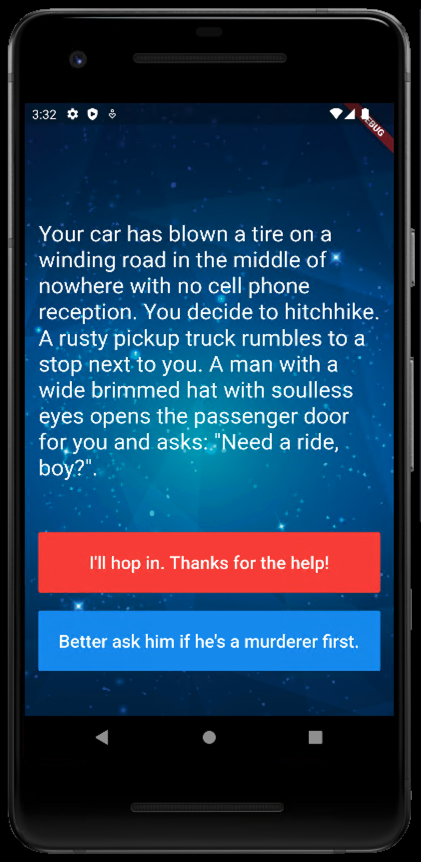 3:32
DEBUG
Your car has blown a tire on a
winding road in the middle of
nowhere with no cell phone
reception. You decide to hitchhike.
A rusty pickup truck rumbles to a
stop next to you. A man with a
wide brimmed hat with soulless
eyes opens the passenger door
for you and asks: "Need a ride,
boy?".
I'll hop in. Thanks for the help!
Better ask him if he's a murderer first.